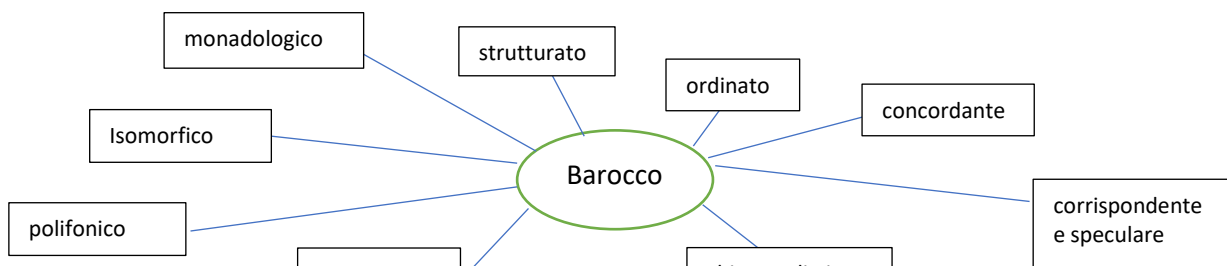 monadologico
strutturato
ordinato
concordante
Isomorfico
Barocco
polifonico
corrispondente
e speculare